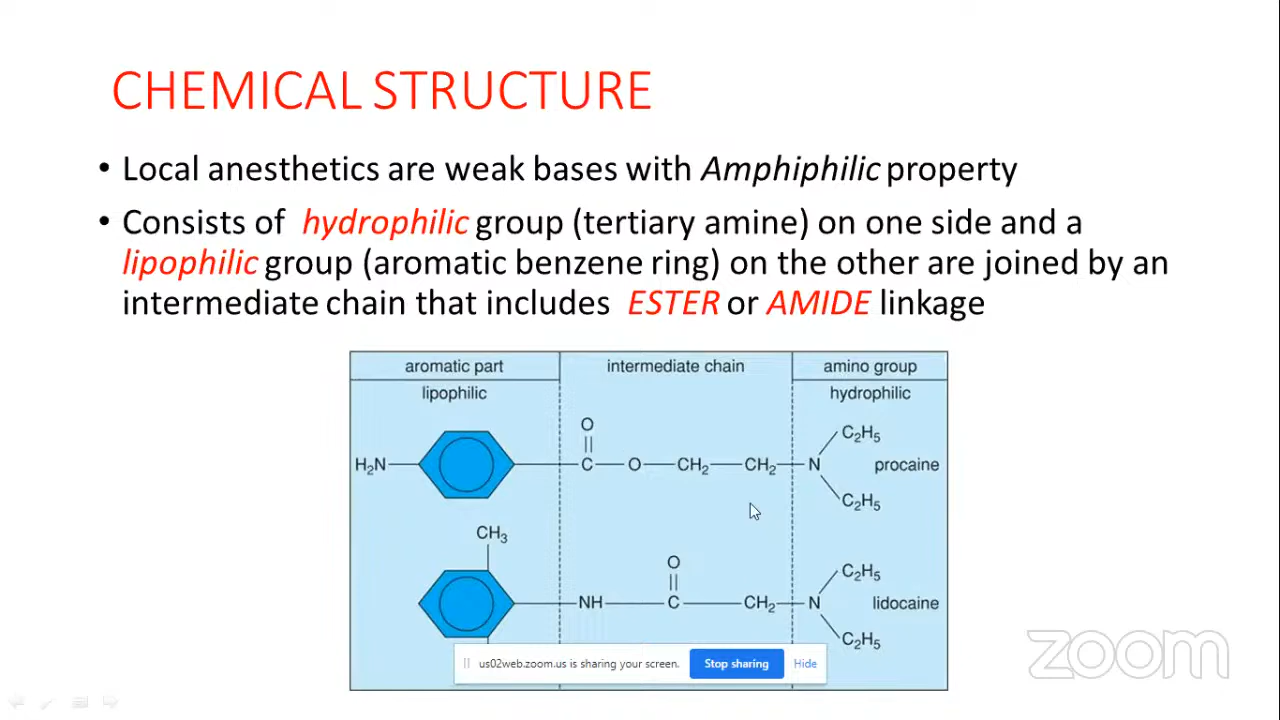 CHEMICAL STRUCTURE
• Local anesthetics are weak bases with Amphiphilic property
• Consists of hydrophilic group (tertiary amine) on one side and a
lipophilic group (aromatic benzene ring) on the other are joined by an
intermediate chain that includes ESTER or AMIDE linkage
aromatic part intermediate chain amino group
lipophilic hydrophilic
O C₂H₅
H₂N C O CH₂ CH₂ N procaine
C₂H₅
CH₃
O C₂H₅
NH C CH₂ N lidocaine
C₂H₅
us02web.zoom.us is sharing your screen. Stop sharing Hide
zoom